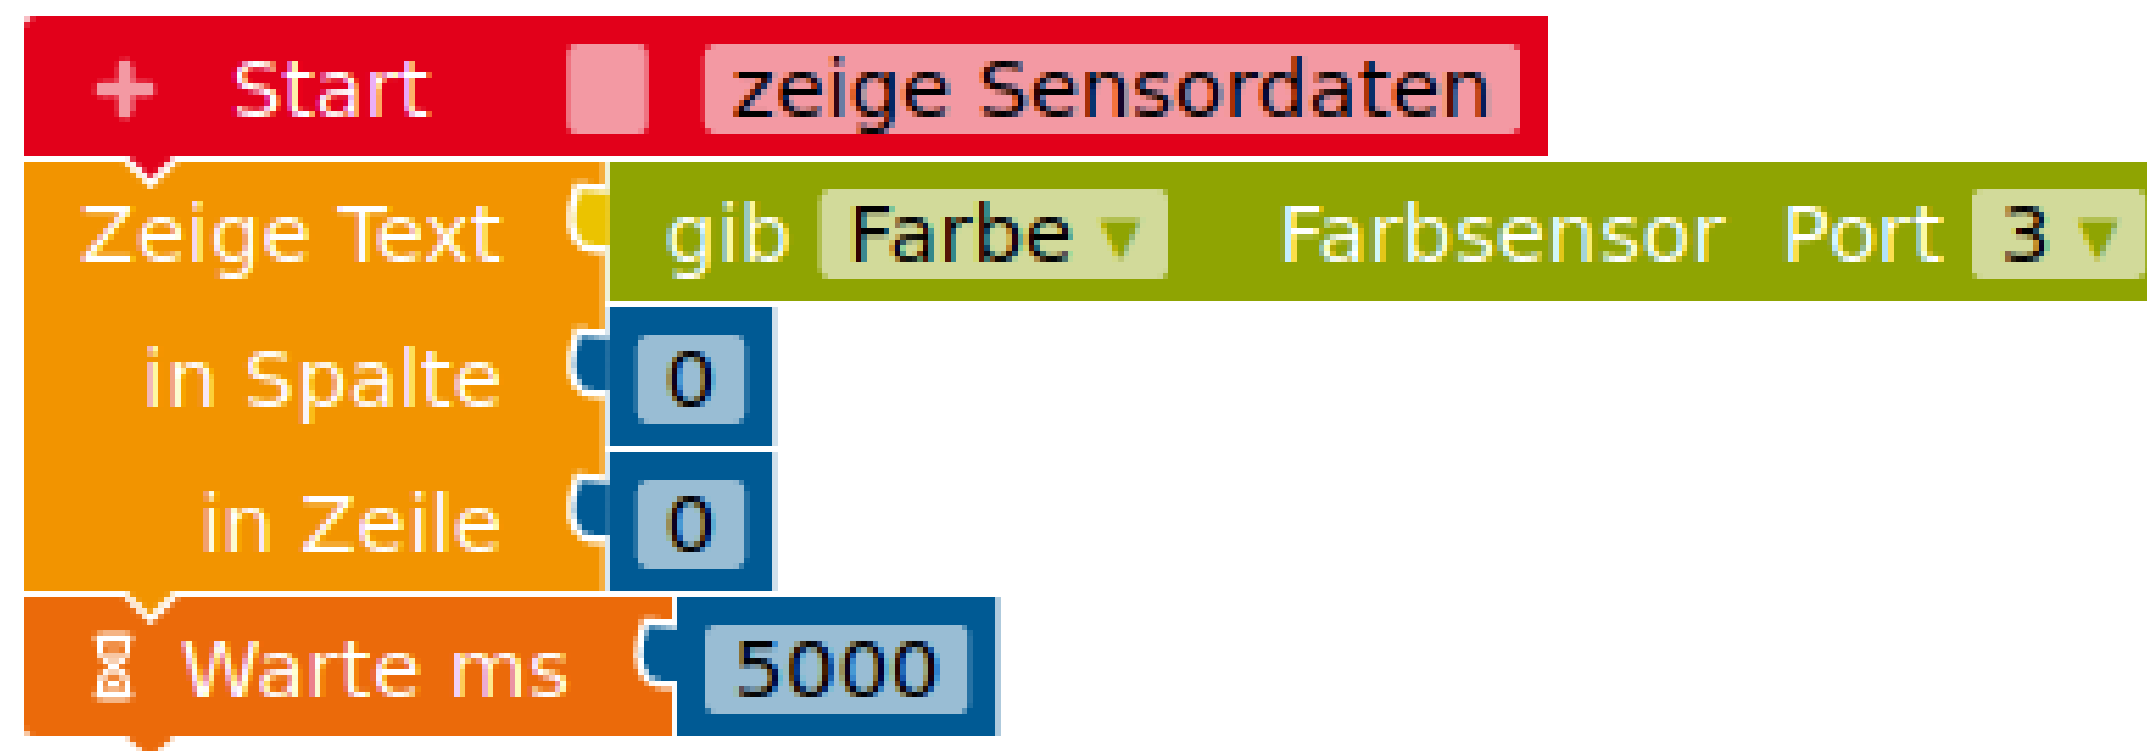 + Start zeige Sensordaten
Zeige Text gib Farbe ▼ Farbsensor Port 3 ▼
in Spalte 0
in Zeile 0
Warte ms 5000